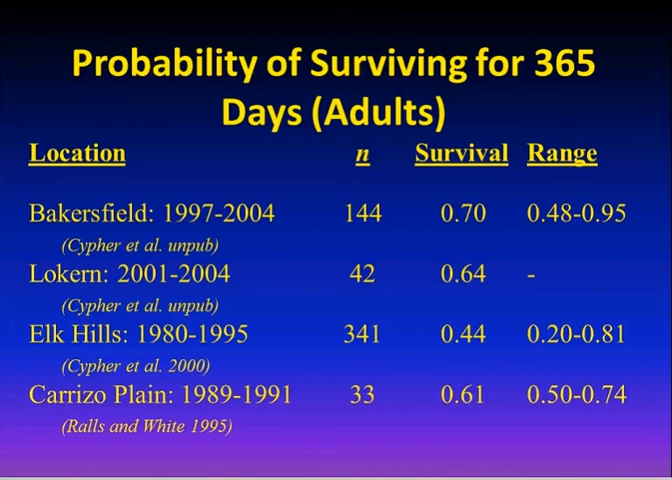 Probability of Surviving for 365
Days (Adults)
Location n Survival Range
Bakersfield: 1997-2004 144 0.70 0.48-0.95
(Cypher et al. unpub)
Lokern: 2001-2004 42 0.64 -
(Cypher et al. unpub)
Elk Hills: 1980-1995 341 0.44 0.20-0.81
(Cypher et al. 2000)
Carrizo Plain: 1989-1991 33 0.61 0.50-0.74
(Ralls and White 1995)